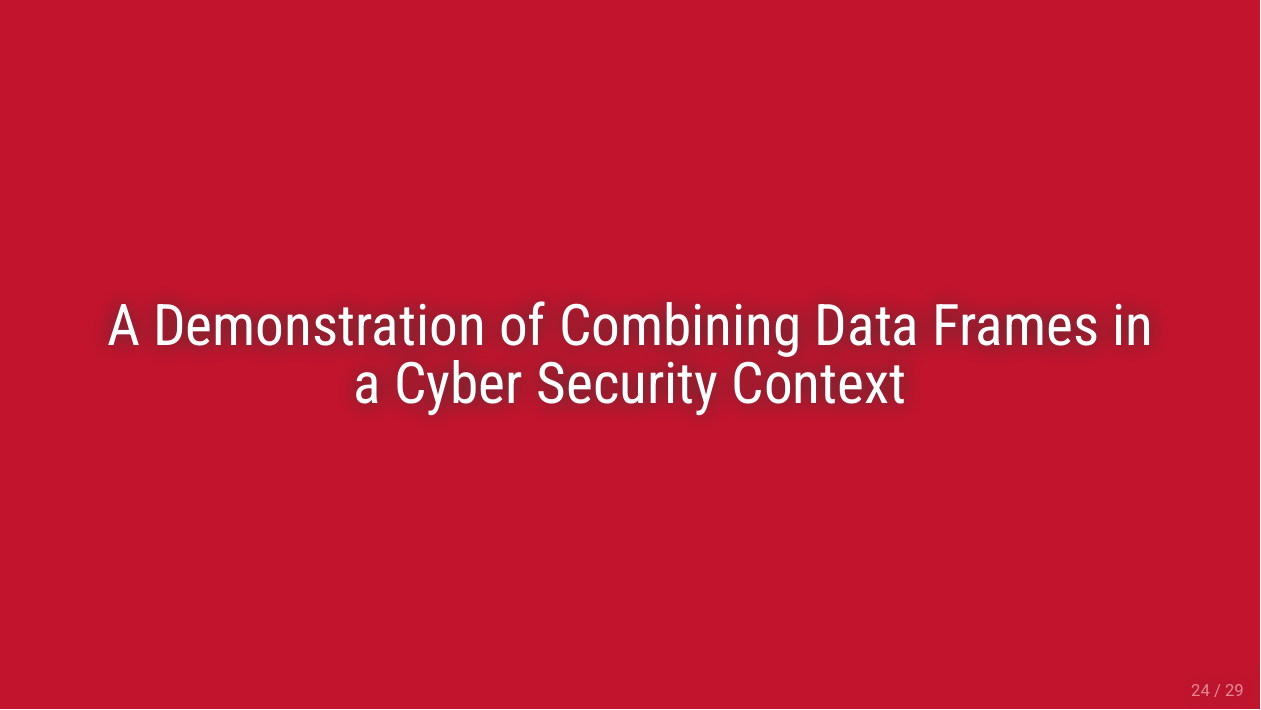 A Demonstration of Combining Data Frames in
a Cyber Security Context
24 / 29